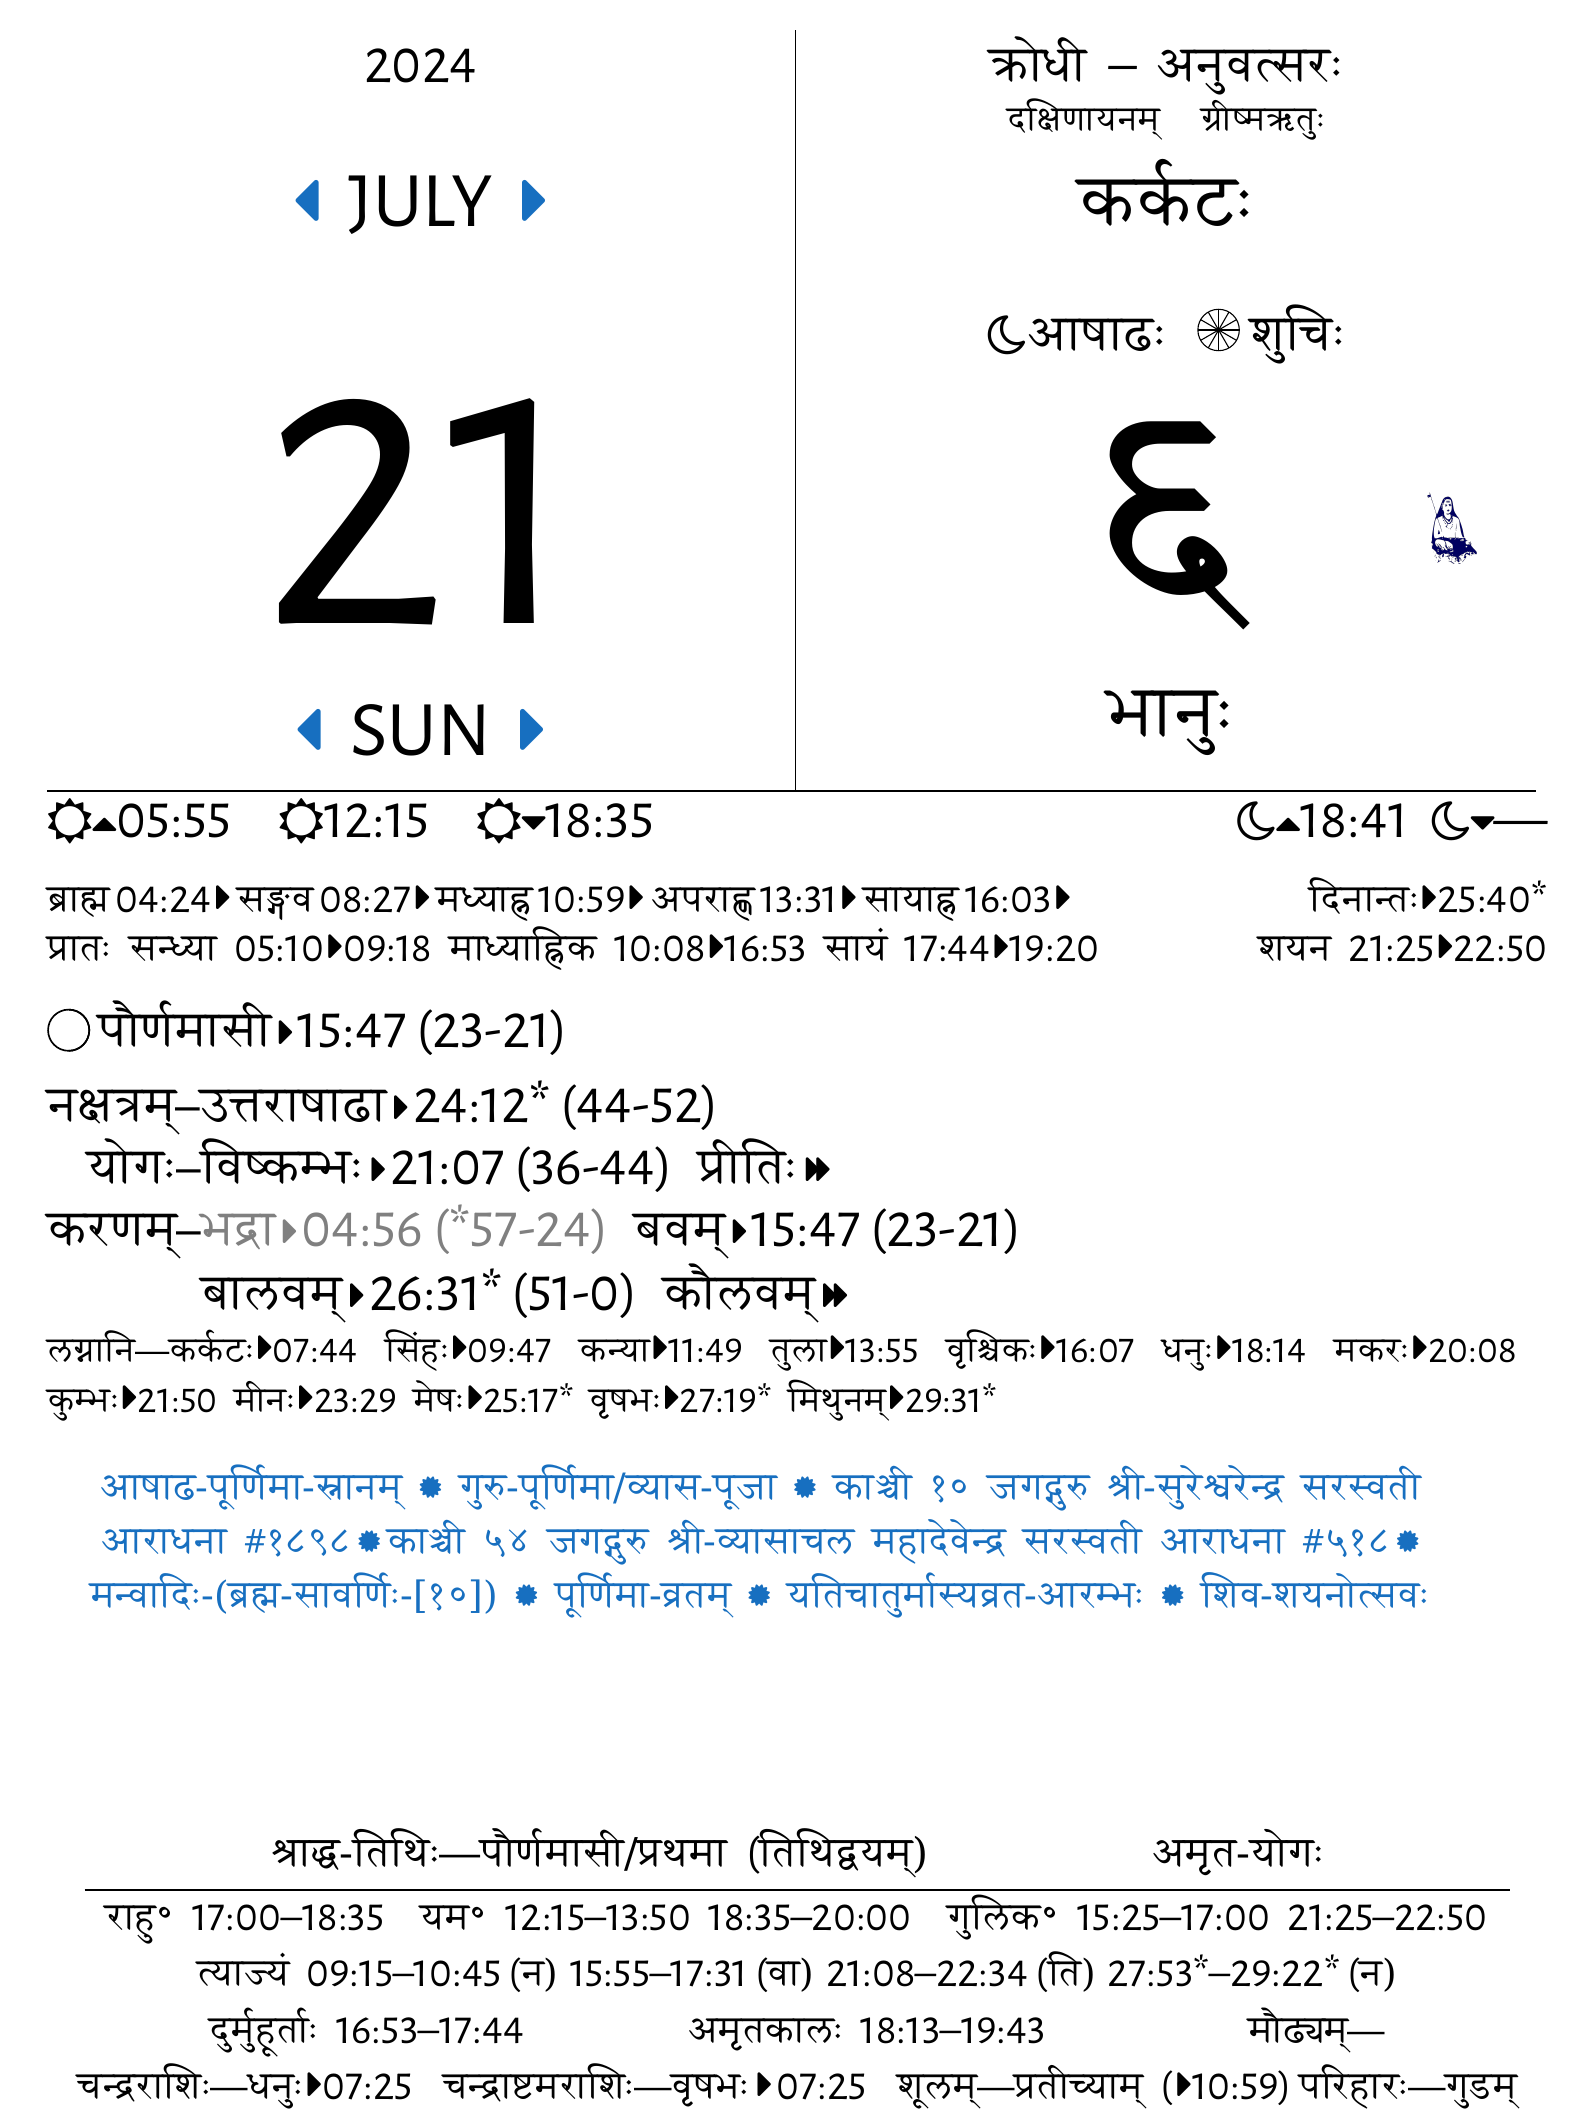 2024
JULY
21
SUN
क्रोधी – अनुवत्सरः
दक्षिणायनम् ग्रीष्मऋतुः
कर्कटः
आषाढः शुचिः
६
भानुः
05:55 12:15 18:35 18:41 —
ब्राह्म 04:24 सङ्गव 08:27 मध्याह्न 10:59 अपराह्ण 13:31 सायाह्न 16:03 दिनान्तः 25:40*
प्रातः सन्ध्या 05:10 09:18 माध्याह्निक 10:08 16:53 सायं 17:44 19:20 शयन 21:25 22:50
पौर्णमासी 15:47 (23-21)
नक्षत्रम्–उत्तराषाढा 24:12* (44-52)
योगः–विष्कम्भः 21:07 (36-44) प्रीतिः
करणम्–भद्रा 04:56 (*57-24) बवम् 15:47 (23-21)
बालवम् 26:31* (51-0) कौलवम्
लग्नानि—कर्कटः 07:44 सिंहः 09:47 कन्या 11:49 तुला 13:55 वृश्चिकः 16:07 धनुः 18:14 मकरः 20:08
कुम्भः 21:50 मीनः 23:29 मेषः 25:17* वृषभः 27:19* मिथुनम् 29:31*
आषाढ-पूर्णिमा-स्नानम् ✹ गुरु-पूर्णिमा/व्यास-पूजा ✹ काञ्ची १० जगद्गुरु श्री-सुरेश्वरेन्द्र सरस्वती
आराधना #१८९८ ✹ काञ्ची ५४ जगद्गुरु श्री-व्यासाचल महादेवेन्द्र सरस्वती आराधना #५१८ ✹
मन्वादिः-(ब्रह्म-सावर्णिः-[१०]) ✹ पूर्णिमा-व्रतम् ✹ यतिचातुर्मास्यव्रत-आरम्भः ✹ शिव-शयनोत्सवः
श्राद्ध-तिथिः—पौर्णमासी/प्रथमा (तिथिद्वयम्) अमृत-योगः
राहु॰ 17:00–18:35 यम॰ 12:15–13:50 18:35–20:00 गुलिक॰ 15:25–17:00 21:25–22:50
त्याज्यं 09:15–10:45 (न) 15:55–17:31 (वा) 21:08–22:34 (ति) 27:53*–29:22* (न)
दुर्मुहूर्ताः 16:53–17:44 अमृतकालः 18:13–19:43 मौढ्यम्—
चन्द्रराशिः—धनुः 07:25 चन्द्राष्टमराशिः—वृषभः 07:25 शूलम्—प्रतीच्याम् (10:59) परिहारः—गुडम्